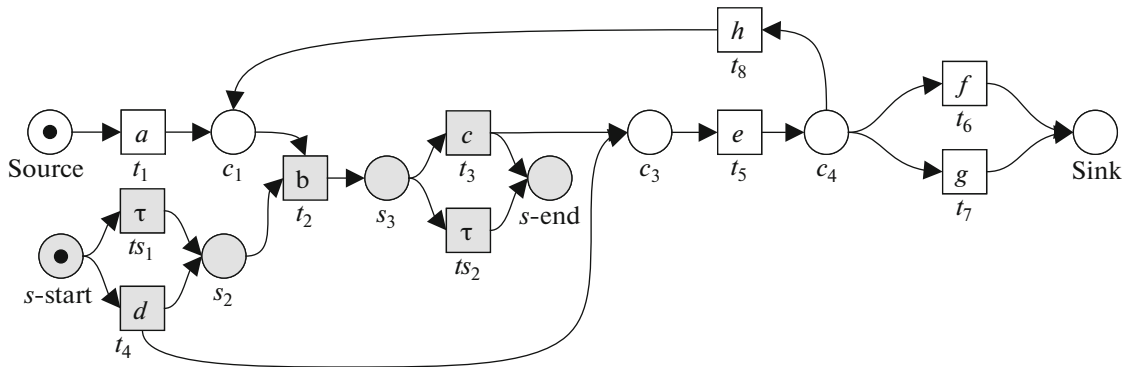 h
t8
f
t6
Source
a
t1
c1
b
t2
s3
c
t3
s-end
c3
e
t5
c4
g
t7
Sink
τ
ts1
τ
ts2
s-start
s2
d
t4